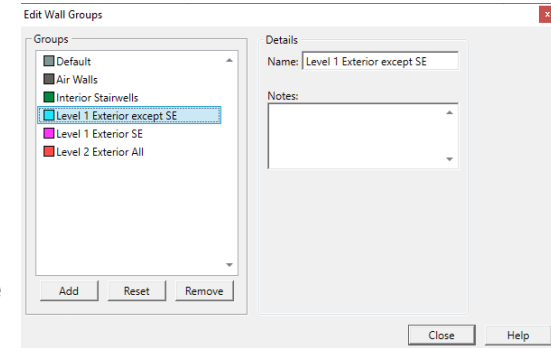 Edit Wall Groups
x
Groups
Default
Air Walls
Interior Stairwells
Level 1 Exterior except SE
Level 1 Exterior SE
Level 2 Exterior All
Add Reset Remove
Details
Name: Level 1 Exterior except SE
Notes:
Close Help